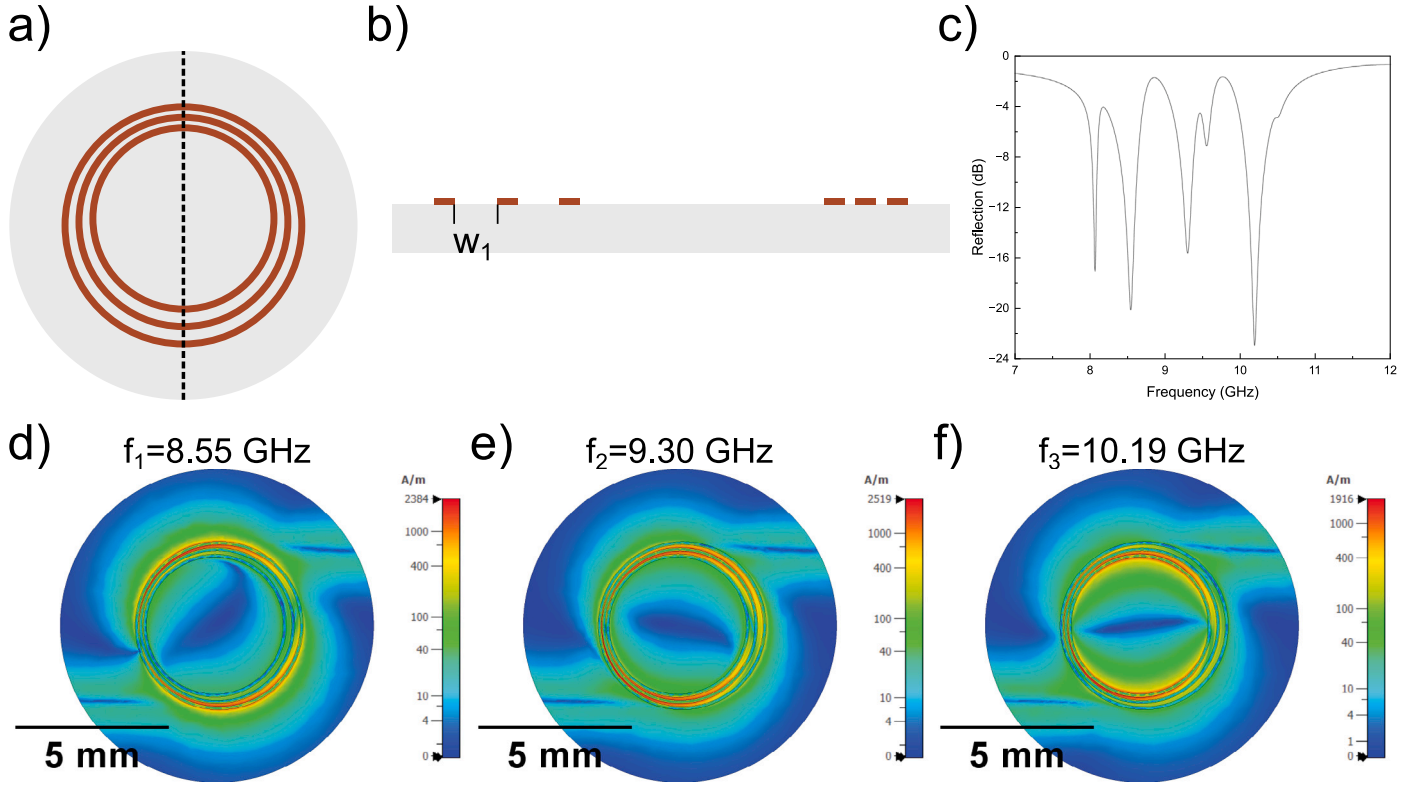 a)
b)
c)
w₁
0
−4
−8
−12
−16
−20
−24
Reflection (dB)
7
8
9
10
11
12
Frequency (GHz)
d)
f₁=8.55 GHz
A/m
2384
1000
400
100
40
10
4
0
5 mm
e)
f₂=9.30 GHz
A/m
2519
1000
400
100
40
10
4
0
5 mm
f)
f₃=10.19 GHz
A/m
1916
1000
400
100
40
10
4
1
0
5 mm